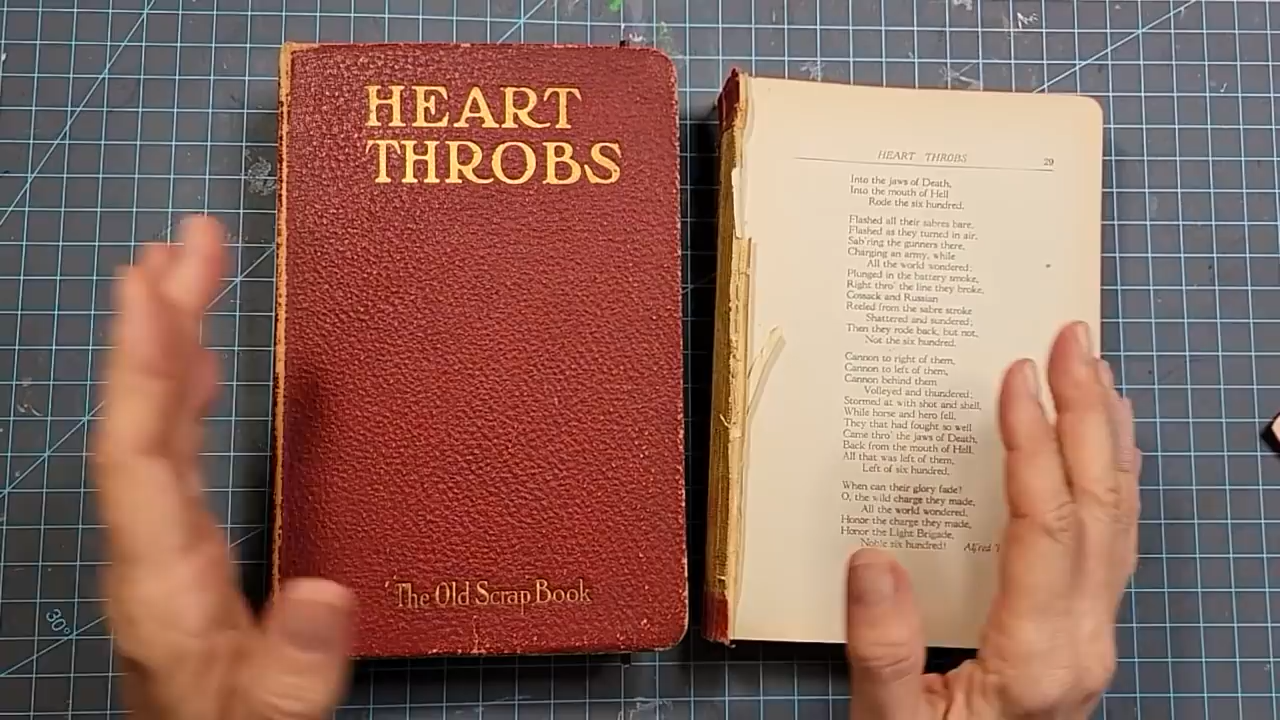 HEART
THROBS
The Old Scrap Book
HEART THROBS 29
Into the jaws of Death,
Into the mouth of Hell
Rode the six hundred.
Flashed all their sabres bare,
Flashed as they turned in air,
Sab'ring the gunners there,
Charging an army, while
All the world wondered:
Plunged in the battery smoke,
Right thro' the line they broke,
Cossack and Russian
Reeled from the sabre stroke
Shattered and sundered;
Then they rode back, but not,
Not the six hundred.
Cannon to right of them,
Cannon to left of them,
Cannon behind them
Volleyed and thundered;
Stormed at with shot and shell,
While horse and hero fell,
They that had fought so well
Came thro' the jaws of Death,
Back from the mouth of Hell,
All that was left of them,
Left of six hundred.
When can their glory fade?
O, the wild charge they made,
All the world wondered.
Honor the charge they made,
Honor the Light Brigade,
Noble six hundred! Alfred
30°